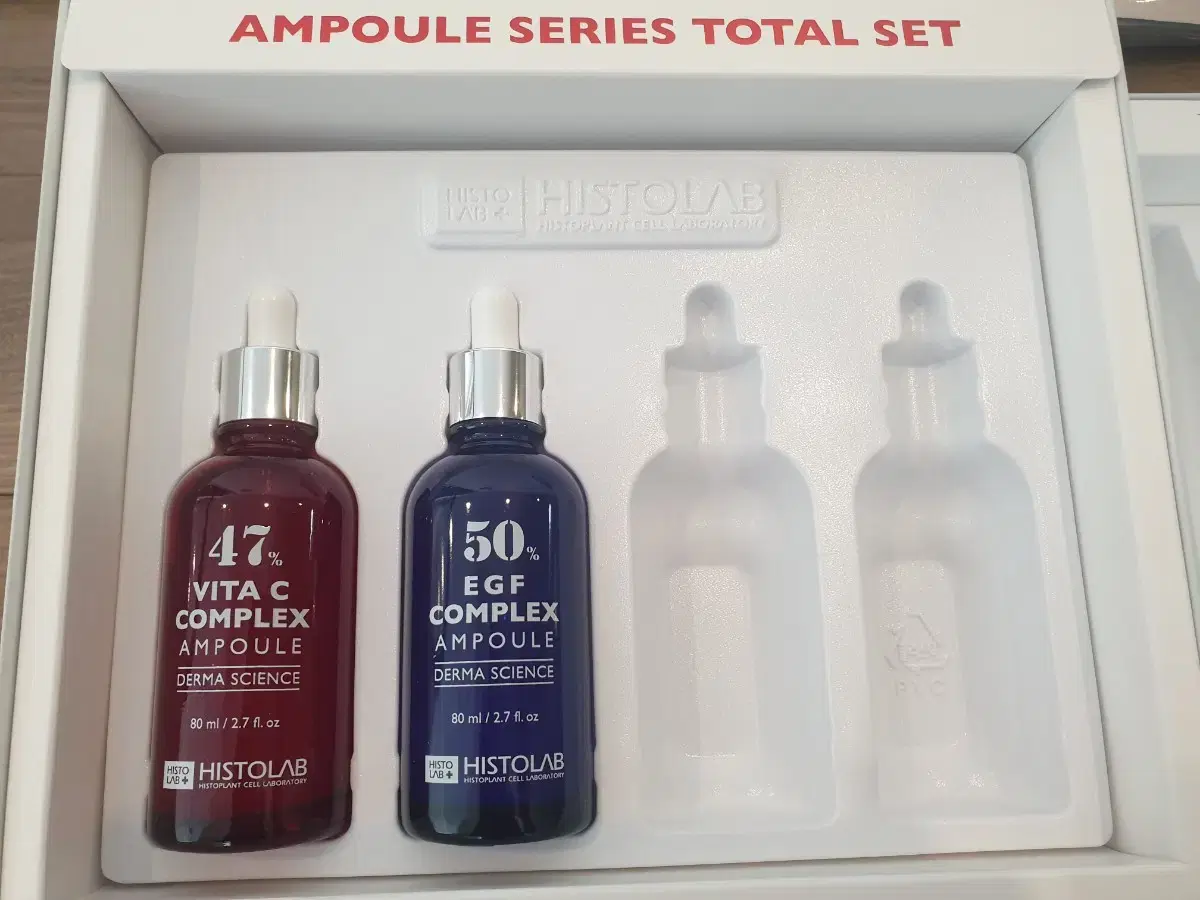 AMPOULE SERIES TOTAL SET
HISTO
LAB +
HISTOLAB
HISTOPLANT CELL LABORATORY
47%
VITA C
COMPLEX
AMPOULE
DERMA SCIENCE
80 ml / 2.7 fl. oz
HISTO
LAB +
HISTOLAB
HISTOPLANT CELL LABORATORY
50%
EGF
COMPLEX
AMPOULE
DERMA SCIENCE
80 ml / 2.7 fl. oz
HISTO
LAB +
HISTOLAB
HISTOPLANT CELL LABORATORY